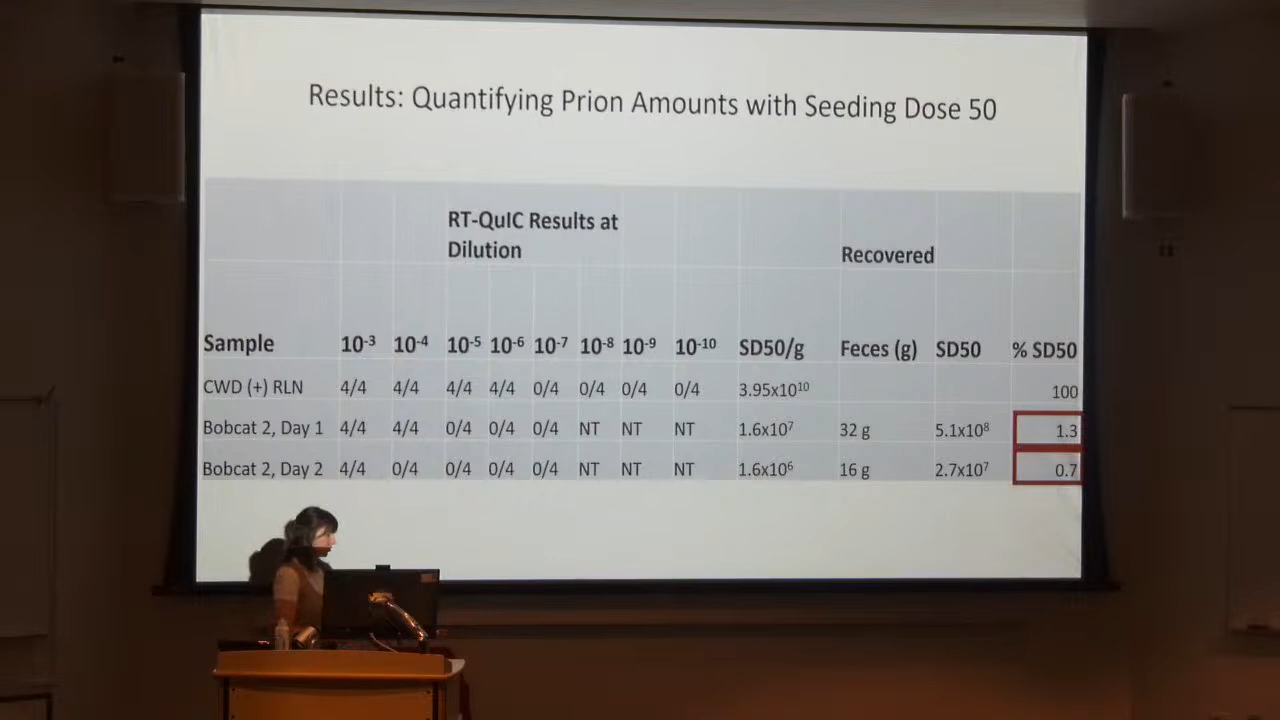 Results: Quantifying Prion Amounts with Seeding Dose 50
RT-QuIC Results at
Dilution
Recovered
Sample 10⁻³ 10⁻⁴ 10⁻⁵ 10⁻⁶ 10⁻⁷ 10⁻⁸ 10⁻⁹ 10⁻¹⁰ SD50/g Feces (g) SD50 % SD50
CWD (+) RLN 4/4 4/4 4/4 4/4 0/4 0/4 0/4 0/4 3.95x10¹⁰ 100
Bobcat 2, Day 1 4/4 4/4 0/4 0/4 0/4 NT NT NT 1.6x10⁷ 32 g 5.1x10⁸ 1.3
Bobcat 2, Day 2 4/4 0/4 0/4 0/4 0/4 NT NT NT 1.6x10⁶ 16 g 2.7x10⁷ 0.7